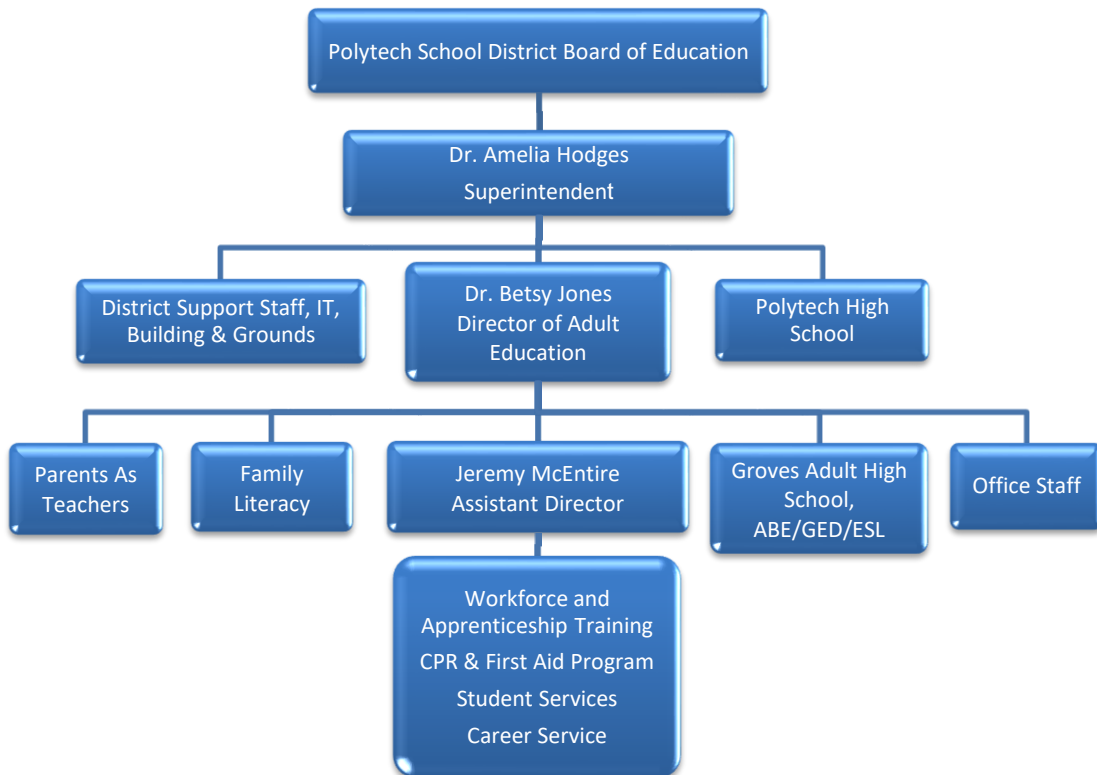 Polytech School District Board of Education
Dr. Amelia Hodges
Superintendent
District Support Staff, IT,
Building & Grounds
Dr. Betsy Jones
Director of Adult
Education
Polytech High
School
Parents As
Teachers
Family
Literacy
Jeremy McEntire
Assistant Director
Groves Adult High
School,
ABE/GED/ESL
Office Staff
Workforce and
Apprenticeship Training
CPR & First Aid Program
Student Services
Career Service